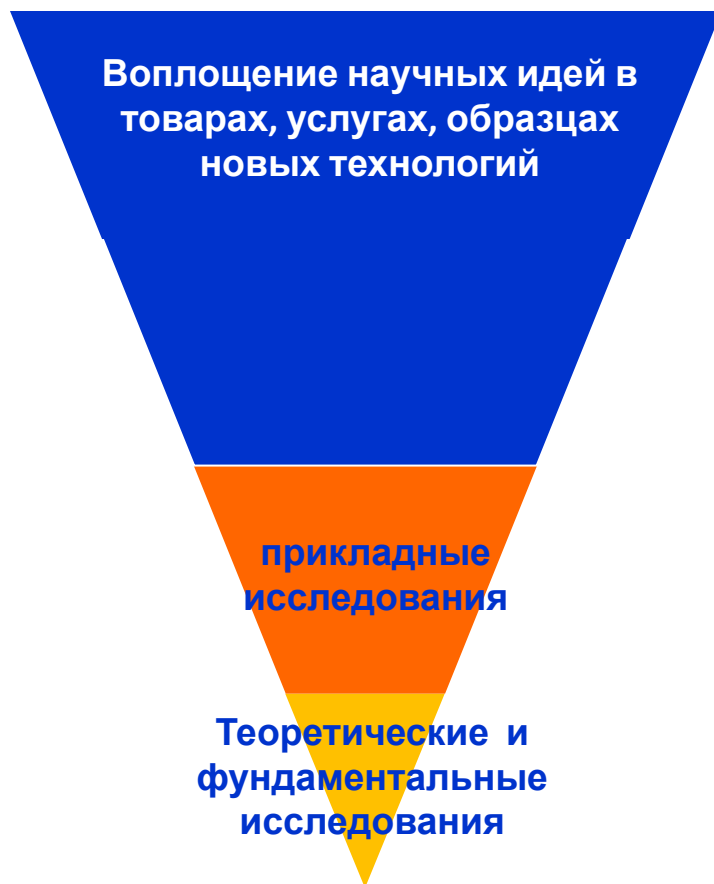 Воплощение научных идей в
товарах, услугах, образцах
новых технологий
прикладные
исследования
Теоретические и
фундаментальные
исследования